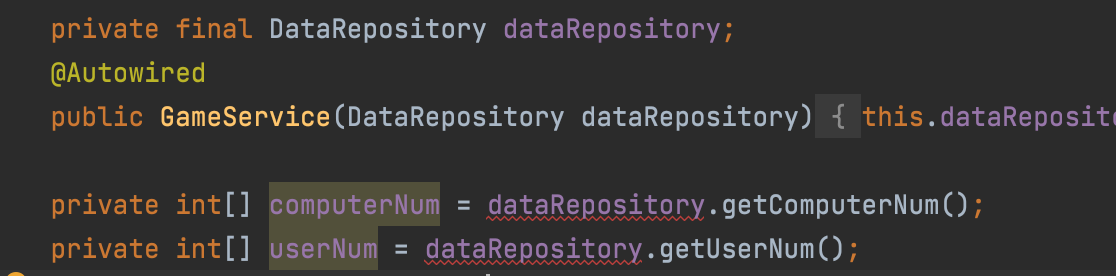 private final DataRepository dataRepository;
@Autowired
public GameService(DataRepository dataRepository) { this.dataReposit
private int[] computerNum = dataRepository.getComputerNum();
private int[] userNum = dataRepository.getUserNum();